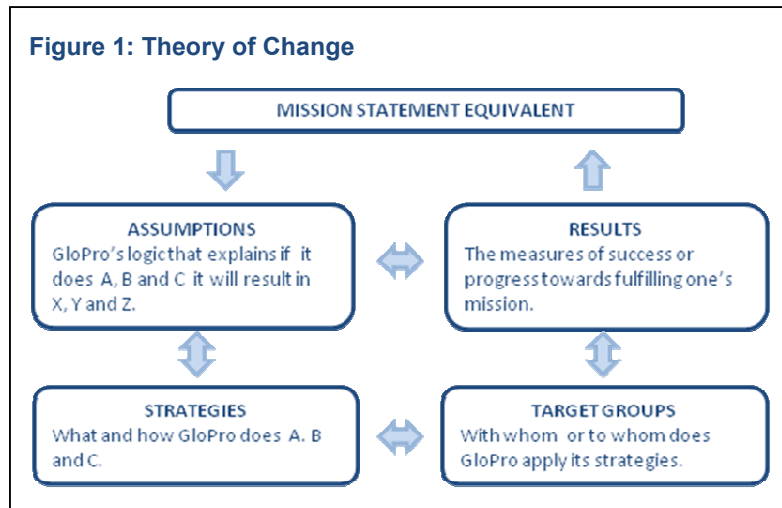 Figure 1: Theory of Change
MISSION STATEMENT EQUIVALENT
ASSUMPTIONS
GloPro's logic that explains if it
does A, B and C it will result in
X, Y and Z.
RESULTS
The measures of success or
progress towards fulfilling one's
mission.
STRATEGIES
What and how GloPro does A. B
and C.
TARGET GROUPS
With whom or to whom does
GloPro apply its strategies.